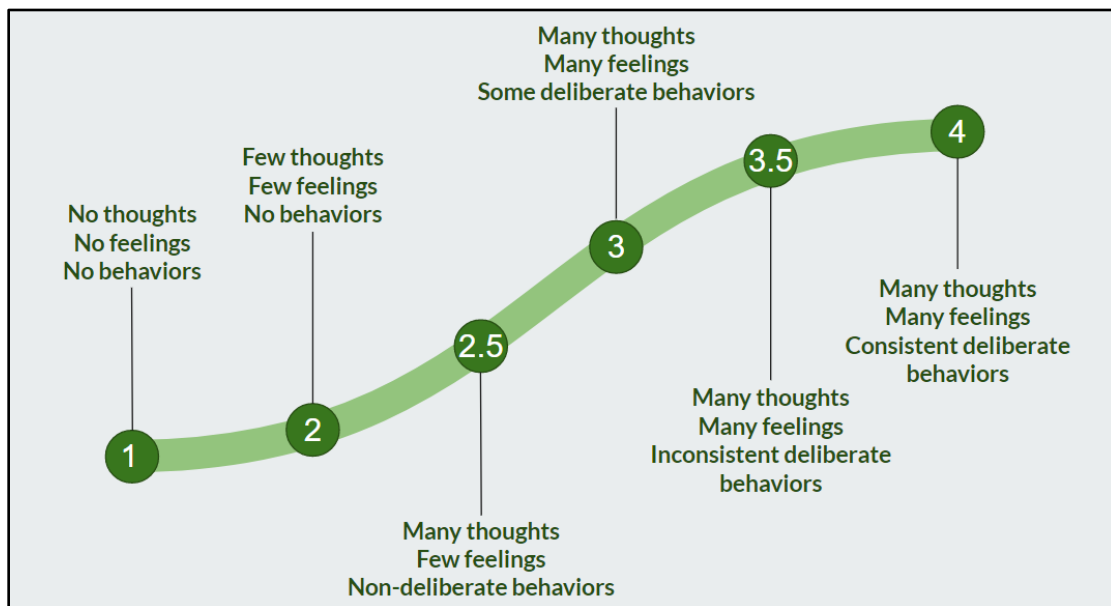 No thoughts
No feelings
No behaviors
1
Few thoughts
Few feelings
No behaviors
2
2.5
Many thoughts
Few feelings
Non-deliberate behaviors
Many thoughts
Many feelings
Some deliberate behaviors
3
3.5
Many thoughts
Many feelings
Inconsistent deliberate
behaviors
4
Many thoughts
Many feelings
Consistent deliberate
behaviors